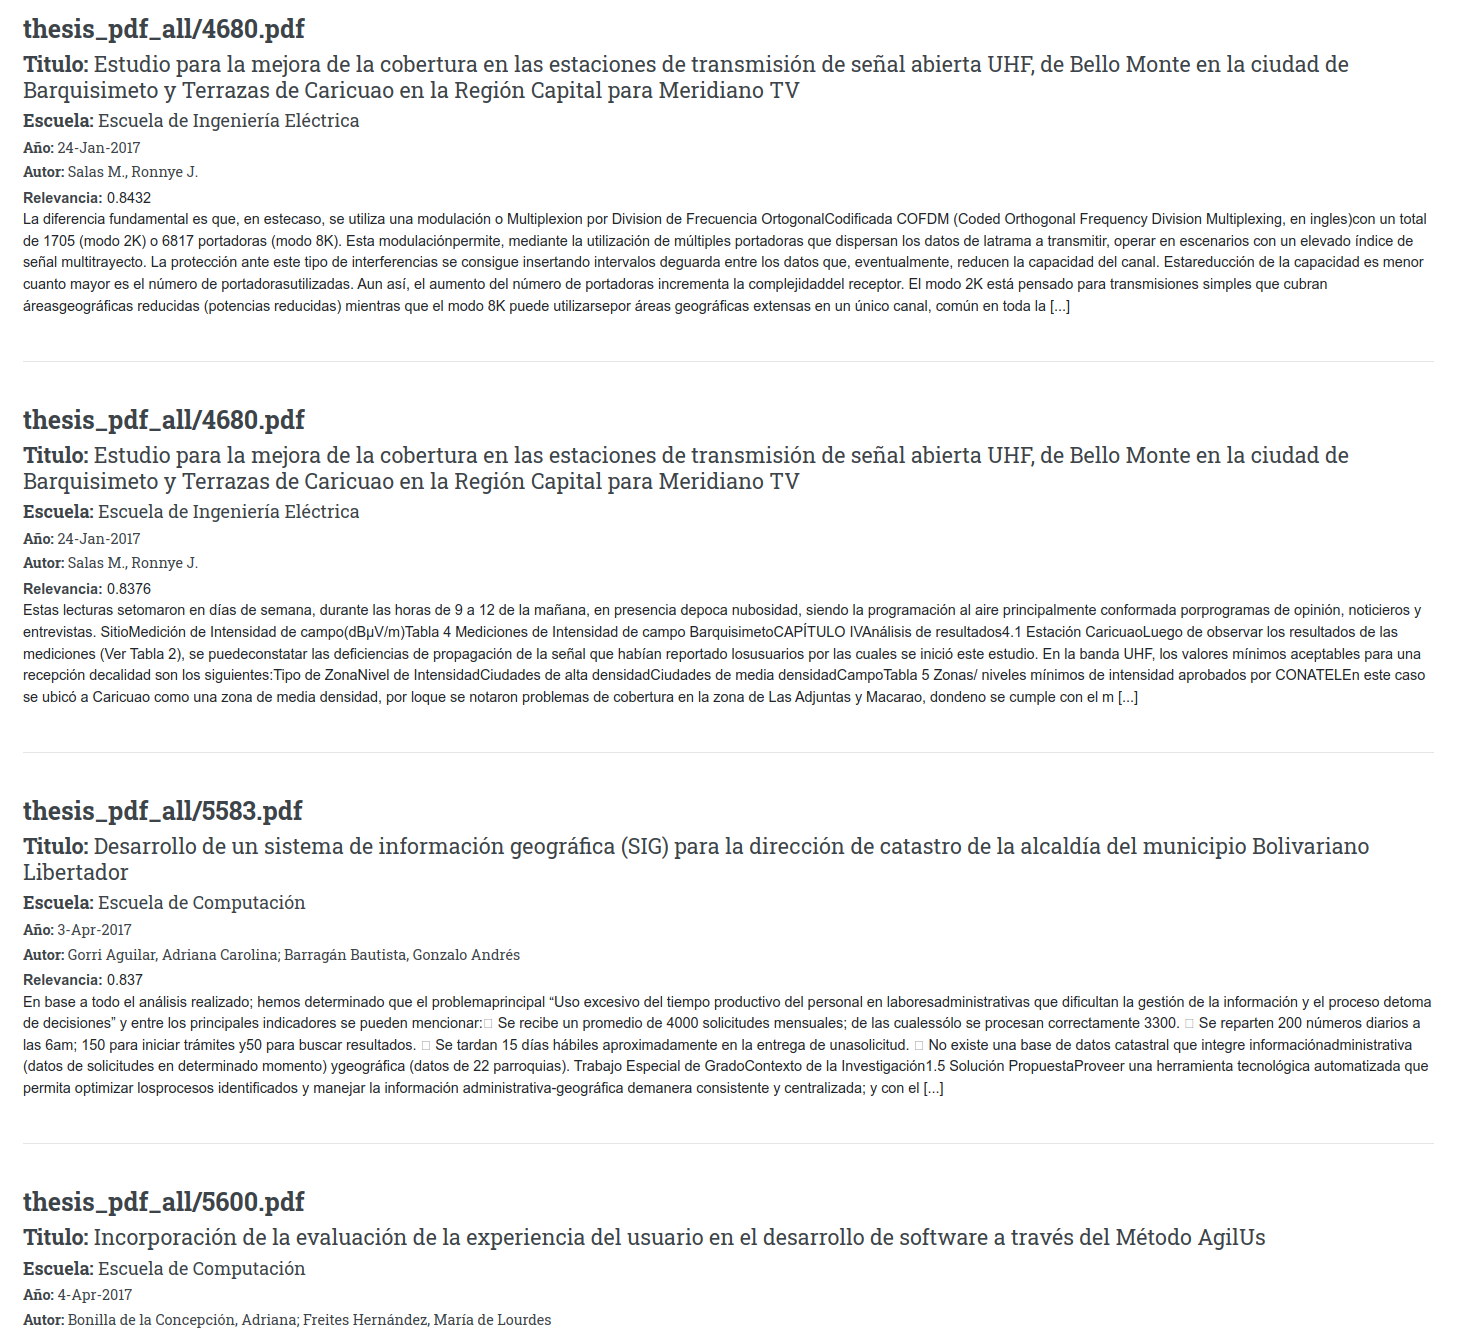 thesis_pdf_all/4680.pdf
Titulo: Estudio para la mejora de la cobertura en las estaciones de transmisión de señal abierta UHF, de Bello Monte en la ciudad de
Barquisimeto y Terrazas de Caricuao en la Región Capital para Meridiano TV
Escuela: Escuela de Ingeniería Eléctrica
Año: 24-Jan-2017
Autor: Salas M., Ronnye J.
Relevancia: 0.8432
La diferencia fundamental es que, en estecaso, se utiliza una modulación o Multiplexion por Division de Frecuencia OrtogonalCodificada COFDM (Coded Orthogonal Frequency Division Multiplexing, en ingles)con un total
de 1705 (modo 2K) o 6817 portadoras (modo 8K). Esta modulaciónpermite, mediante la utilización de múltiples portadoras que dispersan los datos de latrama a transmitir, operar en escenarios con un elevado índice de
señal multitrayecto. La protección ante este tipo de interferencias se consigue insertando intervalos deguarda entre los datos que, eventualmente, reducen la capacidad del canal. Estareducción de la capacidad es menor
cuanto mayor es el número de portadorasutilizadas. Aun así, el aumento del número de portadoras incrementa la complejidaddel receptor. El modo 2K está pensado para transmisiones simples que cubran
áreasgeográficas reducidas (potencias reducidas) mientras que el modo 8K puede utilizarsepor áreas geográficas extensas en un único canal, común en toda la [...]
thesis_pdf_all/4680.pdf
Titulo: Estudio para la mejora de la cobertura en las estaciones de transmisión de señal abierta UHF, de Bello Monte en la ciudad de
Barquisimeto y Terrazas de Caricuao en la Región Capital para Meridiano TV
Escuela: Escuela de Ingeniería Eléctrica
Año: 24-Jan-2017
Autor: Salas M., Ronnye J.
Relevancia: 0.8376
Estas lecturas setomaron en días de semana, durante las horas de 9 a 12 de la mañana, en presencia depoca nubosidad, siendo la programación al aire principalmente conformada porprogramas de opinión, noticieros y
entrevistas. SitioMedición de Intensidad de campo(dBµV/m)Tabla 4 Mediciones de Intensidad de campo BarquisimetoCAPÍTULO IVAnálisis de resultados4.1 Estación CaricuaoLuego de observar los resultados de las
mediciones (Ver Tabla 2), se puedeconstatar las deficiencias de propagación de la señal que habían reportado losusuarios por las cuales se inició este estudio. En la banda UHF, los valores mínimos aceptables para una
recepción decalidad son los siguientes:Tipo de ZonaNivel de IntensidadCiudades de alta densidadCiudades de media densidadCampoTabla 5 Zonas/ niveles mínimos de intensidad aprobados por CONATELEn este caso
se ubicó a Caricuao como una zona de media densidad, por loque se notaron problemas de cobertura en la zona de Las Adjuntas y Macarao, dondeno se cumple con el m [...]
thesis_pdf_all/5583.pdf
Titulo: Desarrollo de un sistema de información geográfica (SIG) para la dirección de catastro de la alcaldía del municipio Bolivariano
Libertador
Escuela: Escuela de Computación
Año: 3-Apr-2017
Autor: Gorri Aguilar, Adriana Carolina; Barragán Bautista, Gonzalo Andrés
Relevancia: 0.837
En base a todo el análisis realizado; hemos determinado que el problemaprincipal “Uso excesivo del tiempo productivo del personal en laboresadministrativas que dificultan la gestión de la información y el proceso detoma
de decisiones” y entre los principales indicadores se pueden mencionar: Se recibe un promedio de 4000 solicitudes mensuales; de las cualessólo se procesan correctamente 3300.  Se reparten 200 números diarios a
las 6am; 150 para iniciar trámites y50 para buscar resultados.  Se tardan 15 días hábiles aproximadamente en la entrega de unasolicitud.  No existe una base de datos catastral que integre informaciónadministrativa
(datos de solicitudes en determinado momento) ygeográfica (datos de 22 parroquias). Trabajo Especial de GradoContexto de la Investigación1.5 Solución PropuestaProveer una herramienta tecnológica automatizada que
permita optimizar losprocesos identificados y manejar la información administrativa-geográfica demanera consistente y centralizada; y con el [...]
thesis_pdf_all/5600.pdf
Titulo: Incorporación de la evaluación de la experiencia del usuario en el desarrollo de software a través del Método AgilUs
Escuela: Escuela de Computación
Año: 4-Apr-2017
Autor: Bonilla de la Concepción, Adriana; Freites Hernández, María de Lourdes